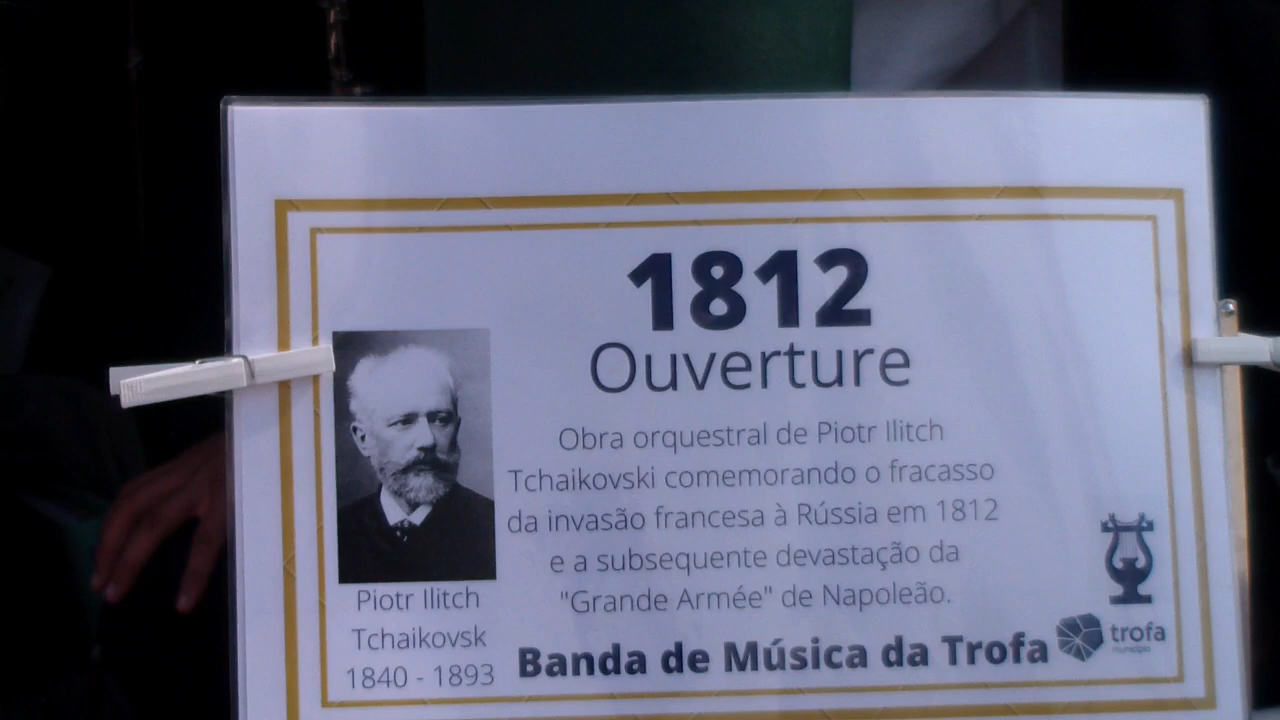 1812
Ouverture
Obra orquestral de Piotr Ilitch
Tchaikovski comemorando o fracasso
da invasão francesa à Rússia em 1812
e a subsequente devastação da
"Grande Armée" de Napoleão.
Piotr Ilitch
Tchaikovsk
1840 - 1893
Banda de Música da Trofa
trofa
município